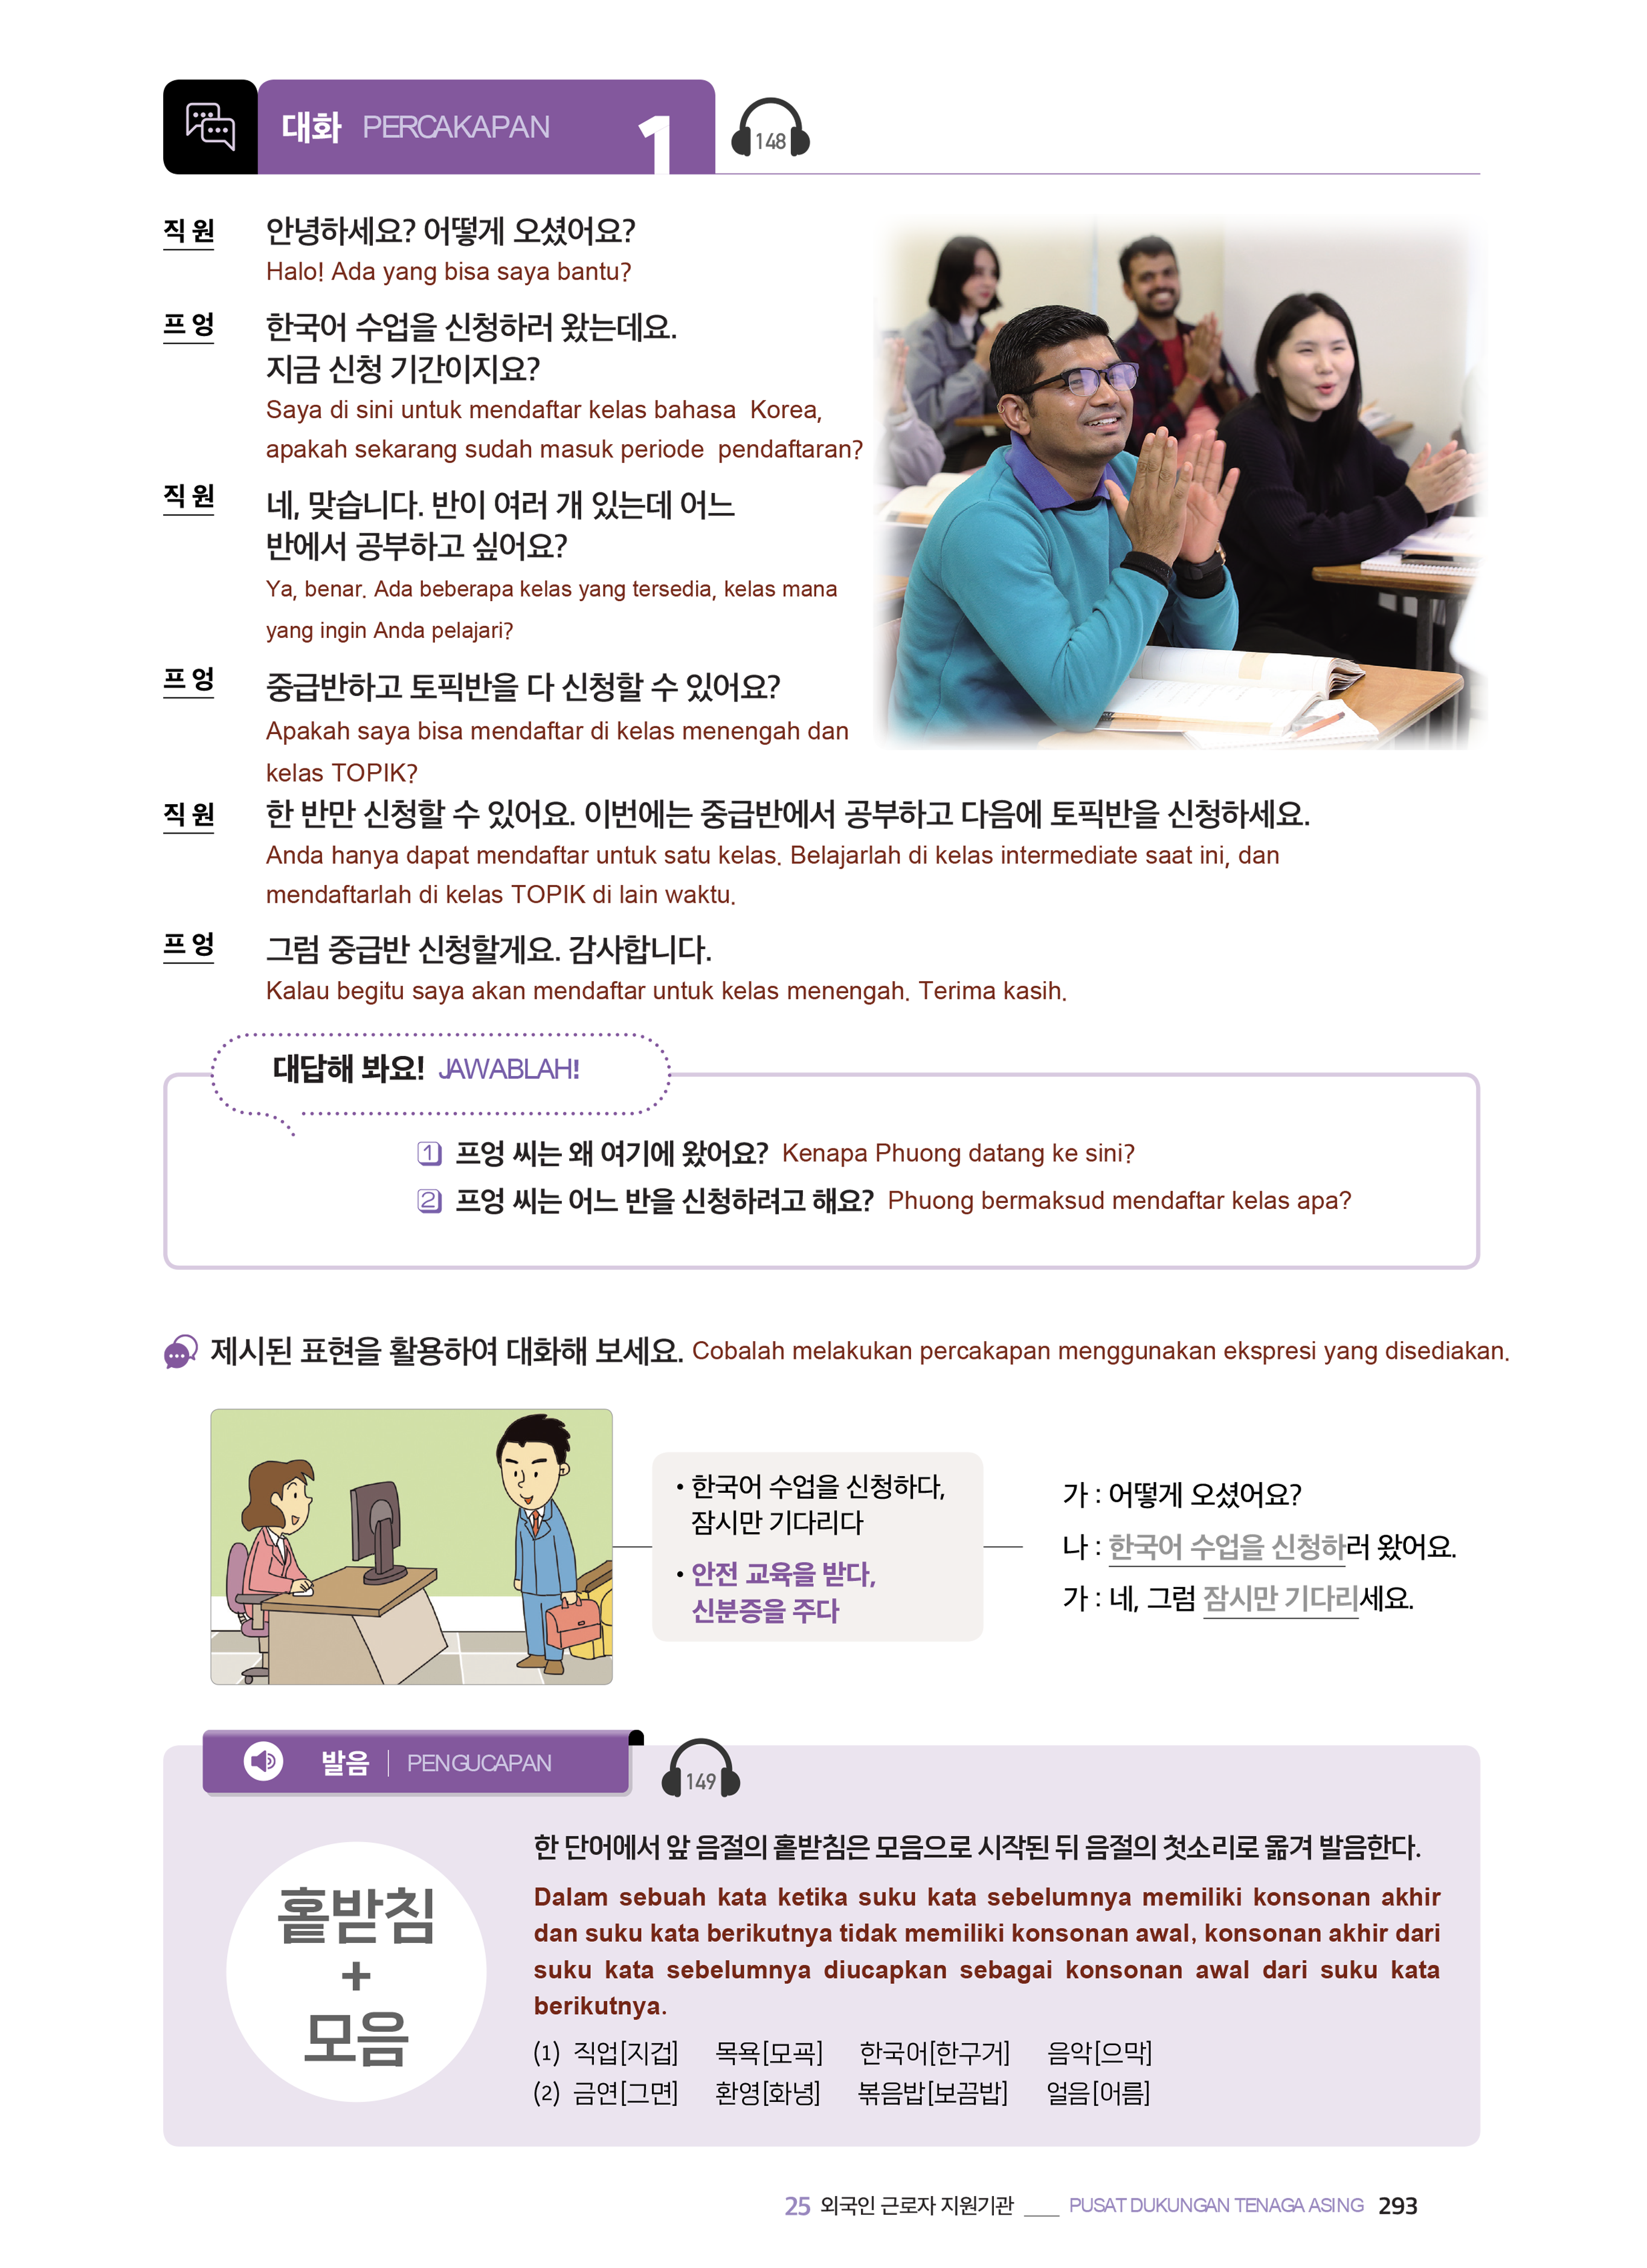 대화 PERCAKAPAN 1 148
직원 안녕하세요? 어떻게 오셨어요?
Halo! Ada yang bisa saya bantu?
프엉 한국어 수업을 신청하러 왔는데요.
지금 신청 기간이지요?
Saya di sini untuk mendaftar kelas bahasa Korea,
apakah sekarang sudah masuk periode pendaftaran?
직원 네, 맞습니다. 반이 여러 개 있는데 어느
반에서 공부하고 싶어요?
Ya, benar. Ada beberapa kelas yang tersedia, kelas mana
yang ingin Anda pelajari?
프엉 중급반하고 토픽반을 다 신청할 수 있어요?
Apakah saya bisa mendaftar di kelas menengah dan
kelas TOPIK?
직원 한 반만 신청할 수 있어요. 이번에는 중급반에서 공부하고 다음에 토픽반을 신청하세요.
Anda hanya dapat mendaftar untuk satu kelas. Belajarlah di kelas intermediate saat ini, dan
mendaftarlah di kelas TOPIK di lain waktu.
프엉 그럼 중급반 신청할게요. 감사합니다.
Kalau begitu saya akan mendaftar untuk kelas menengah. Terima kasih.
대답해 봐요! JAWABLAH!
1 프엉 씨는 왜 여기에 왔어요? Kenapa Phuong datang ke sini?
2 프엉 씨는 어느 반을 신청하려고 해요? Phuong bermaksud mendaftar kelas apa?
제시된 표현을 활용하여 대화해 보세요. Cobalah melakukan percakapan menggunakan ekspresi yang disediakan.
• 한국어 수업을 신청하다,
잠시만 기다리다
• 안전 교육을 받다,
신분증을 주다
가 : 어떻게 오셨어요?
나 : 한국어 수업을 신청하러 왔어요.
가 : 네, 그럼 잠시만 기다리세요.
발음 PENGUCAPAN 149
홑받침
+
모음
한 단어에서 앞 음절의 홑받침은 모음으로 시작된 뒤 음절의 첫소리로 옮겨 발음한다.
Dalam sebuah kata ketika suku kata sebelumnya memiliki konsonan akhir
dan suku kata berikutnya tidak memiliki konsonan awal, konsonan akhir dari
suku kata sebelumnya diucapkan sebagai konsonan awal dari suku kata
berikutnya.
(1) 직업[지겁] 목욕[모곡] 한국어[한구거] 음악[으막]
(2) 금연[그면] 환영[화녕] 볶음밥[보끔밥] 얼음[어름]
25 외국인 근로자 지원기관 ___ PUSAT DUKUNGAN TENAGA ASING 293